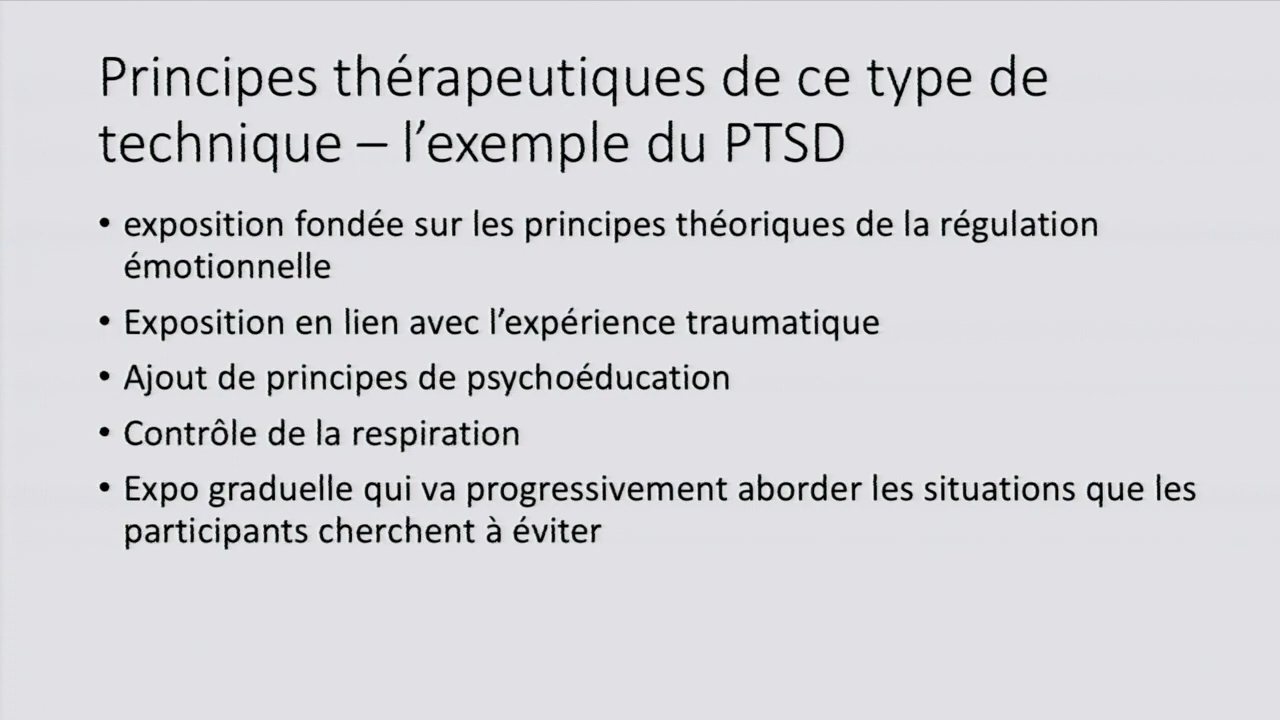 Principes thérapeutiques de ce type de
technique – l’exemple du PTSD
• exposition fondée sur les principes théoriques de la régulation
émotionnelle
• Exposition en lien avec l’expérience traumatique
• Ajout de principes de psychoéducation
• Contrôle de la respiration
• Expo graduelle qui va progressivement aborder les situations que les
participants cherchent à éviter